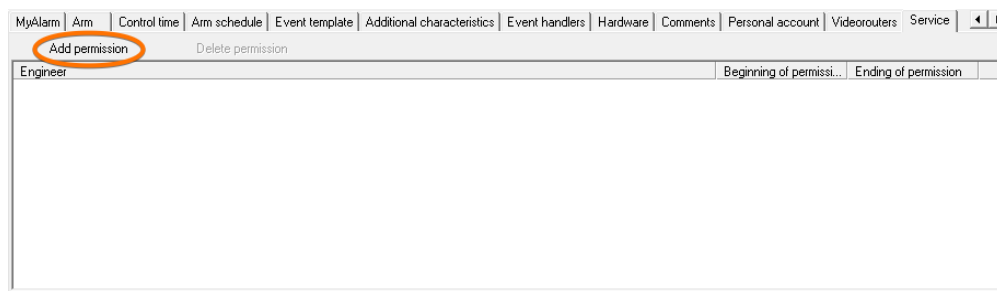 MyAlarm Arm Control time Arm schedule Event template Additional characteristics Event handlers Hardware Comments Personal account Videorouters Service
Add permission Delete permission
Engineer Beginning of permissi... Ending of permission